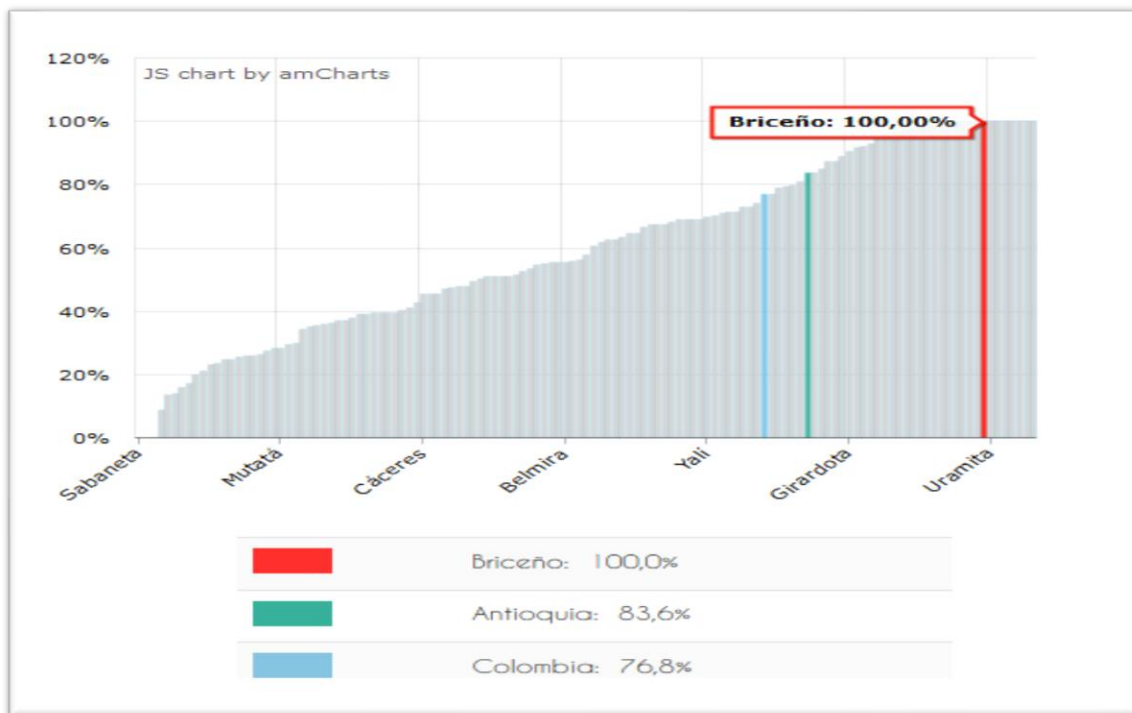 120%
JS chart by amCharts
100%
Briceño: 100,00%
80%
60%
40%
20%
0%
Sabaneta
Mutatá
Cáceres
Belmira
Yalí
Girardota
Uramita
Briceño: 100,0%
Antioquia: 83,6%
Colombia: 76,8%